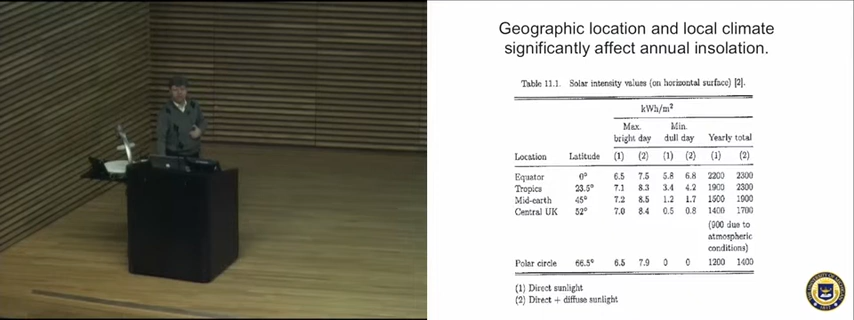 Geographic location and local climate
significantly affect annual insolation.
Table 11.1. Solar intensity values (on horizontal surface) [2].
kWh/m²
Max. Min.
bright day dull day Yearly total
Location Latitude (1) (2) (1) (2) (1) (2)
Equator 0° 6.5 7.5 5.8 6.8 2200 2300
Tropics 23.5° 7.1 8.3 3.4 4.2 1900 2300
Mid-earth 45° 7.2 8.5 1.2 1.7 1500 1900
Central UK 52° 7.0 8.4 0.5 0.8 1400 1700
(900 due to
atmospheric
conditions)
Polar circle 66.5° 6.5 7.9 0 0 1200 1400
(1) Direct sunlight
(2) Direct + diffuse sunlight